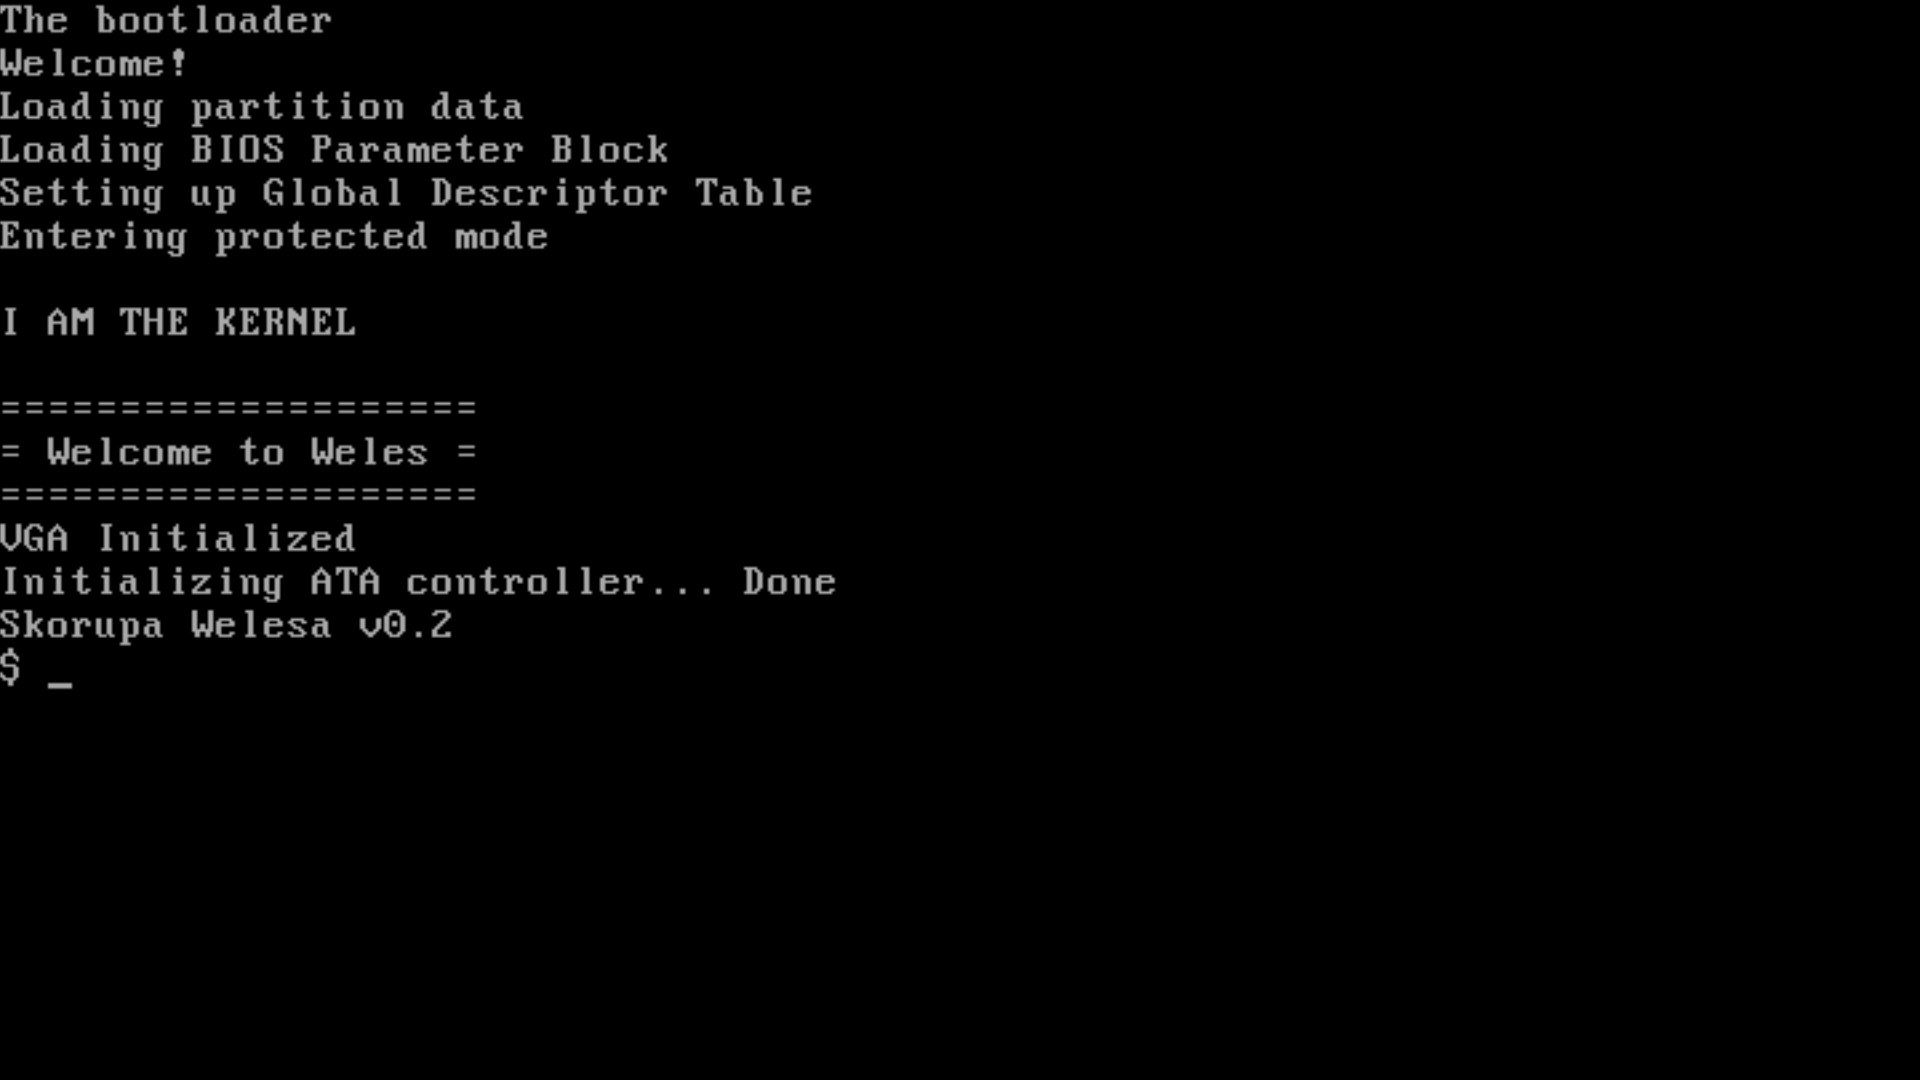 The bootloader
Welcome!
Loading partition data
Loading BIOS Parameter Block
Setting up Global Descriptor Table
Entering protected mode
I AM THE KERNEL
====================
= Welcome to Weles =
====================
VGA Initialized
Initializing ATA controller... Done
Skorupa Welesa v0.2
$ _